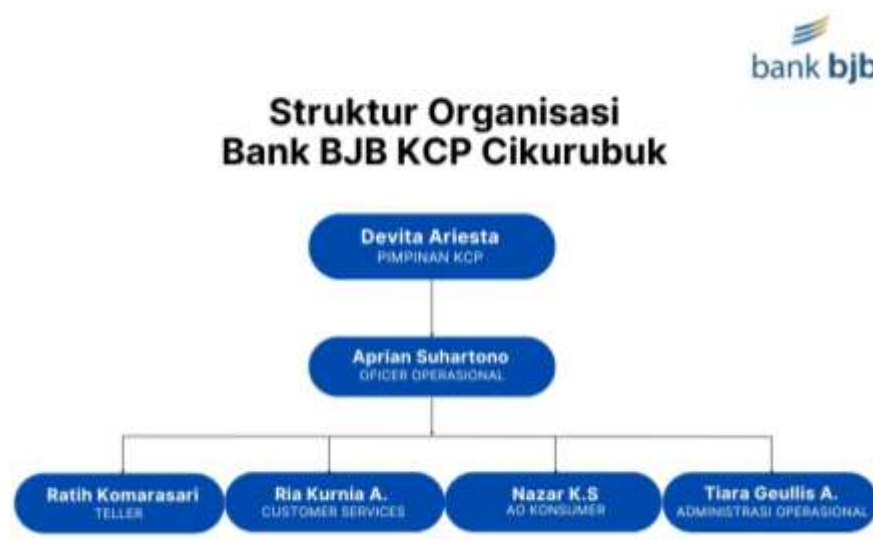 bank bjb
Struktur Organisasi
Bank BJB KCP Cikurubuk
Devita Ariesta
PIMPINAN KCP
Aprian Suhartono
OFICER OPERASIONAL
Ratih Komarasari
TELLER
Ria Kurnia A.
CUSTOMER SERVICES
Nazar K.S
AO KONSUMER
Tiara Geullis A.
ADMINISTRASI OPERASIONAL